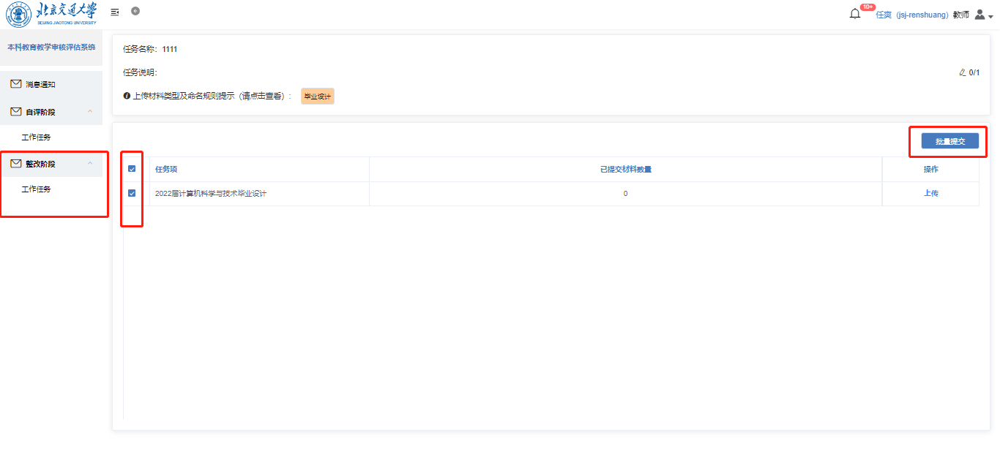 北京交通大学
BEIJING JIAOTONG UNIVERSITY
10+
任爽（jsj-renshuang）教师
本科教育教学审核评估系统
消息通知
自评阶段
工作任务
整改阶段
工作任务
任务名称：1111
任务说明：
0/1
上传材料类型及命名规则提示（请点击查看）：
毕业设计
批量提交
任务项 已提交材料数量 操作
2022届计算机科学与技术毕业设计 0 上传